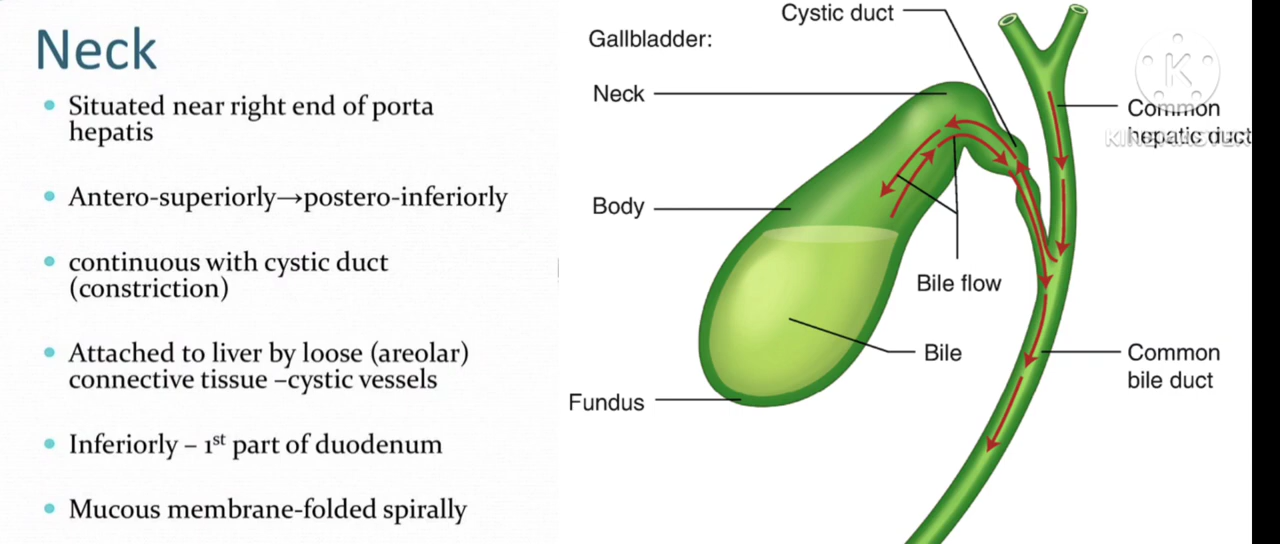 Neck
Situated near right end of porta
hepatis
Antero-superiorly→postero-inferiorly
continuous with cystic duct
(constriction)
Attached to liver by loose (areolar)
connective tissue –cystic vessels
Inferiorly – 1st part of duodenum
Mucous membrane-folded spirally
Cystic duct
Gallbladder:
Neck
K
Common
hepatic duct
KINEMASTER
Body
Bile flow
Bile
Common
bile duct
Fundus